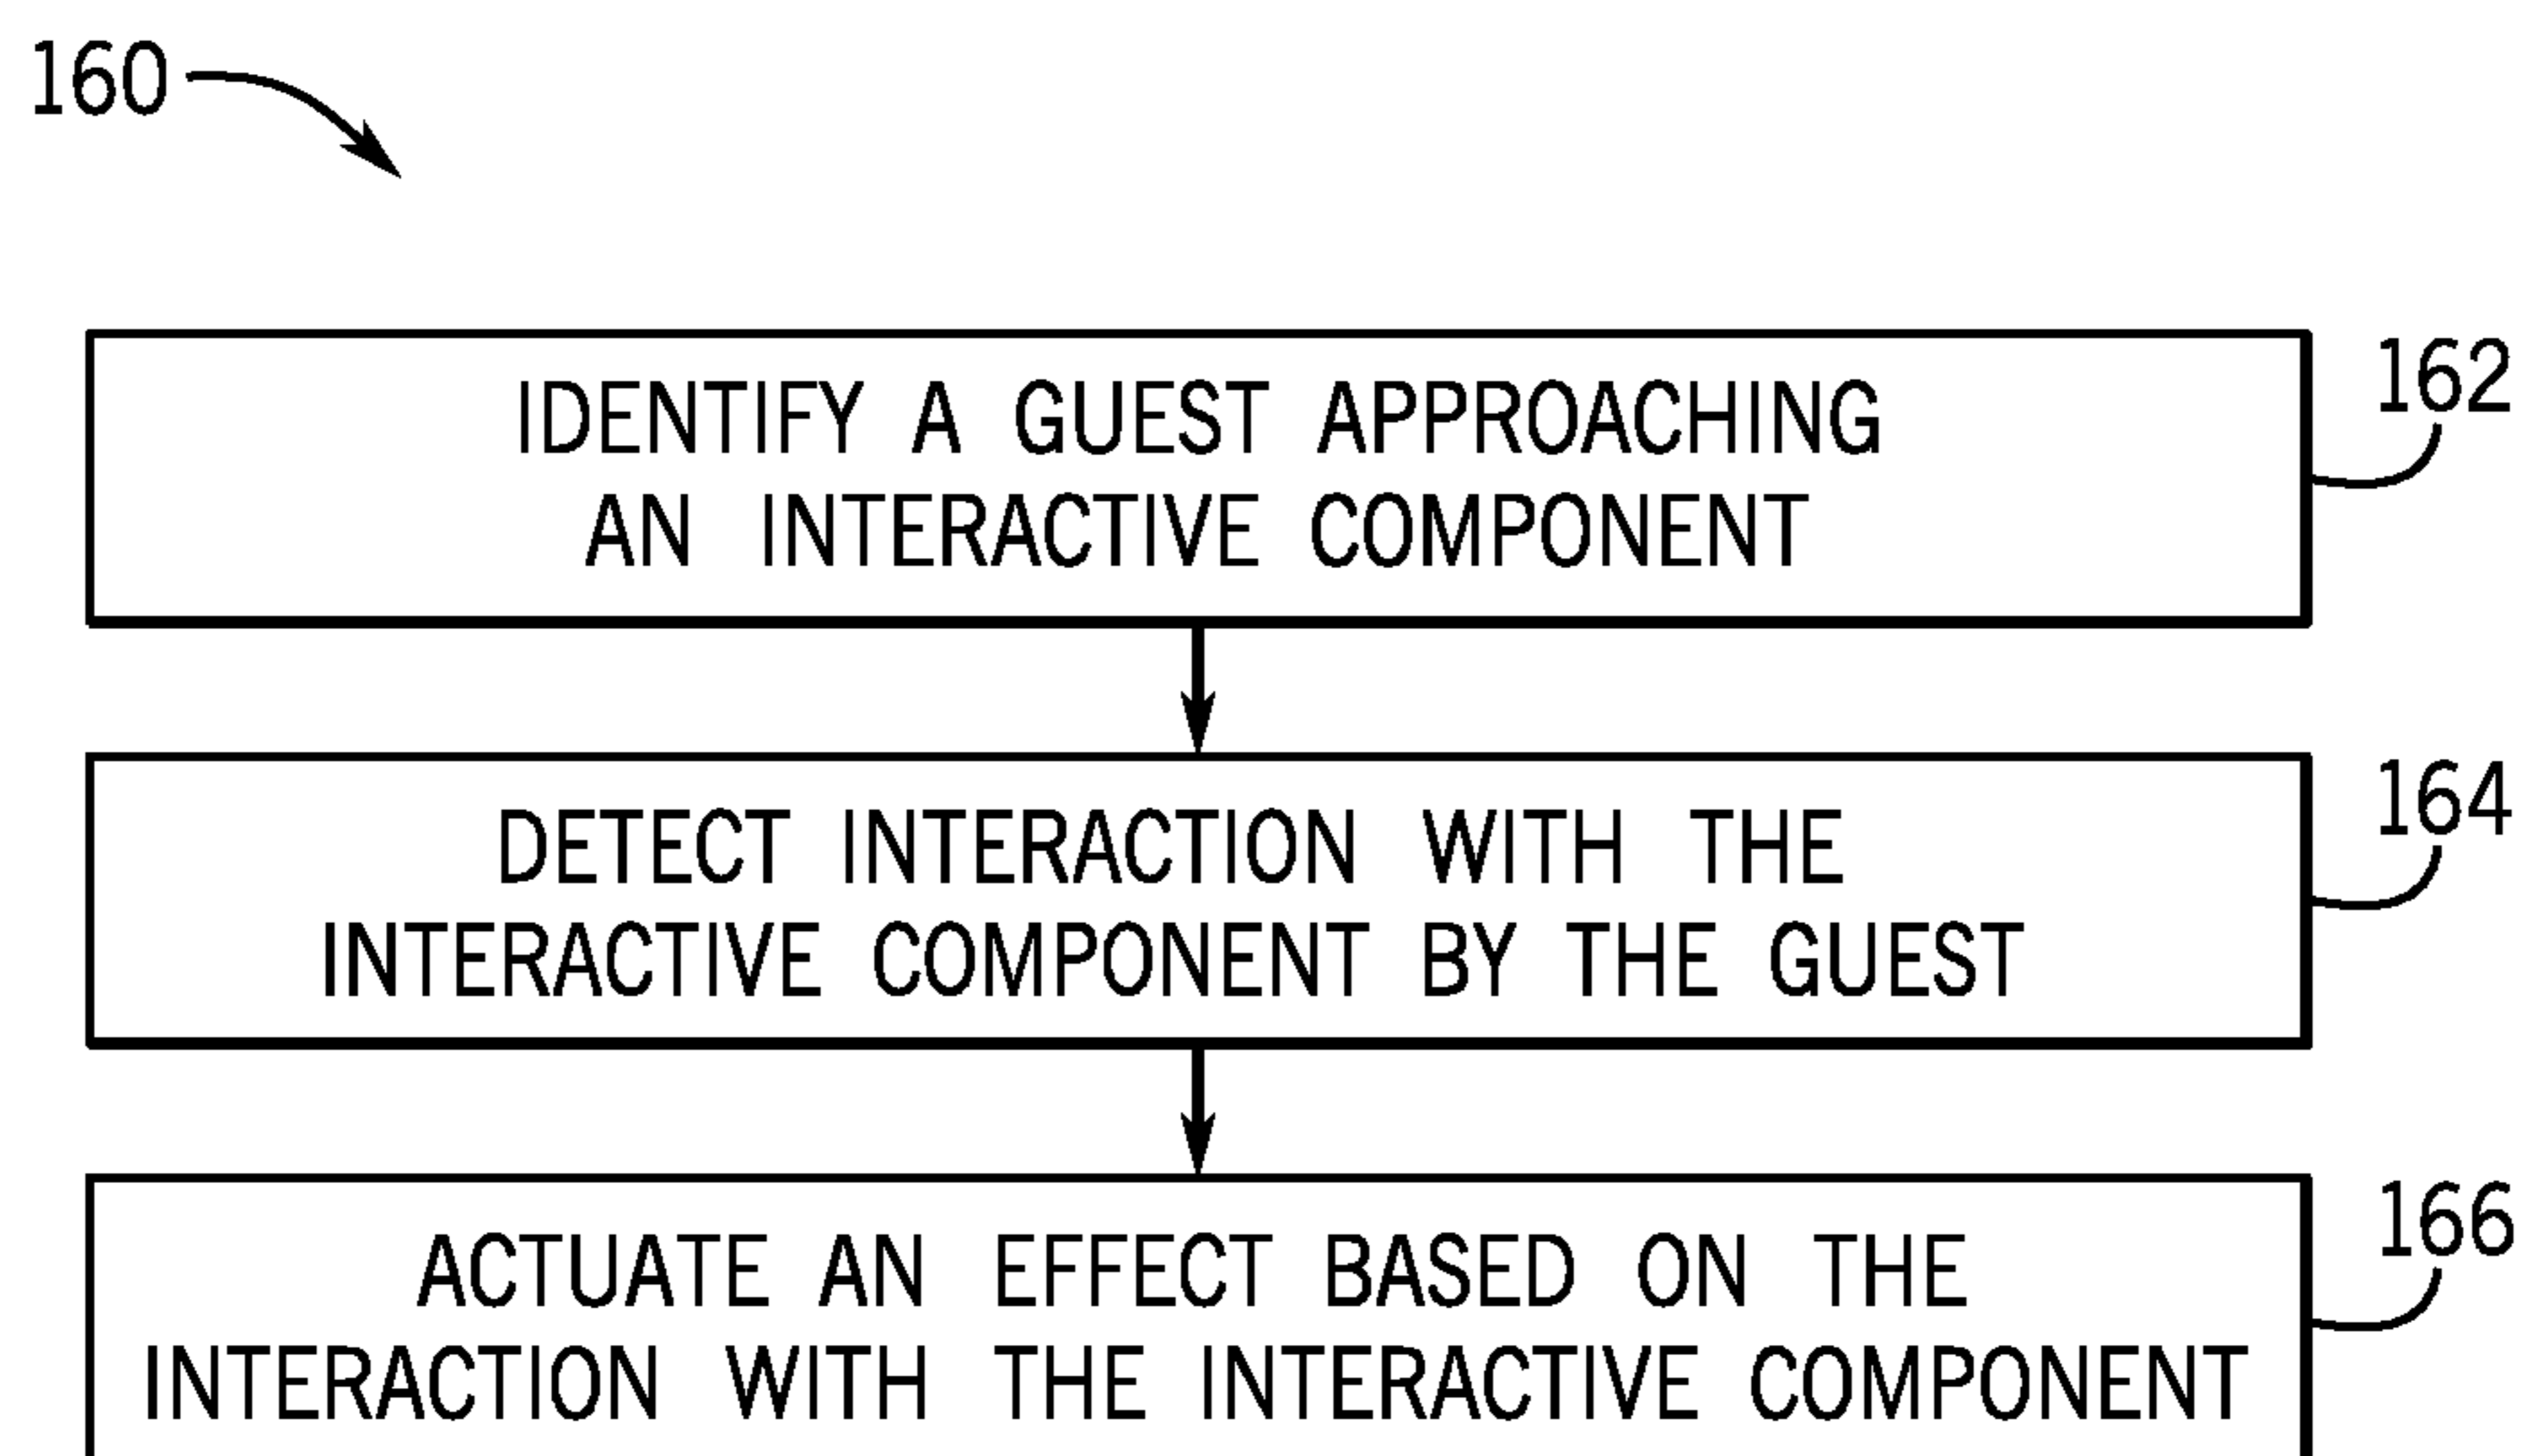 160
IDENTIFY A GUEST APPROACHING
AN INTERACTIVE COMPONENT
162
DETECT INTERACTION WITH THE
INTERACTIVE COMPONENT BY THE GUEST
164
ACTUATE AN EFFECT BASED ON THE
INTERACTION WITH THE INTERACTIVE COMPONENT
166